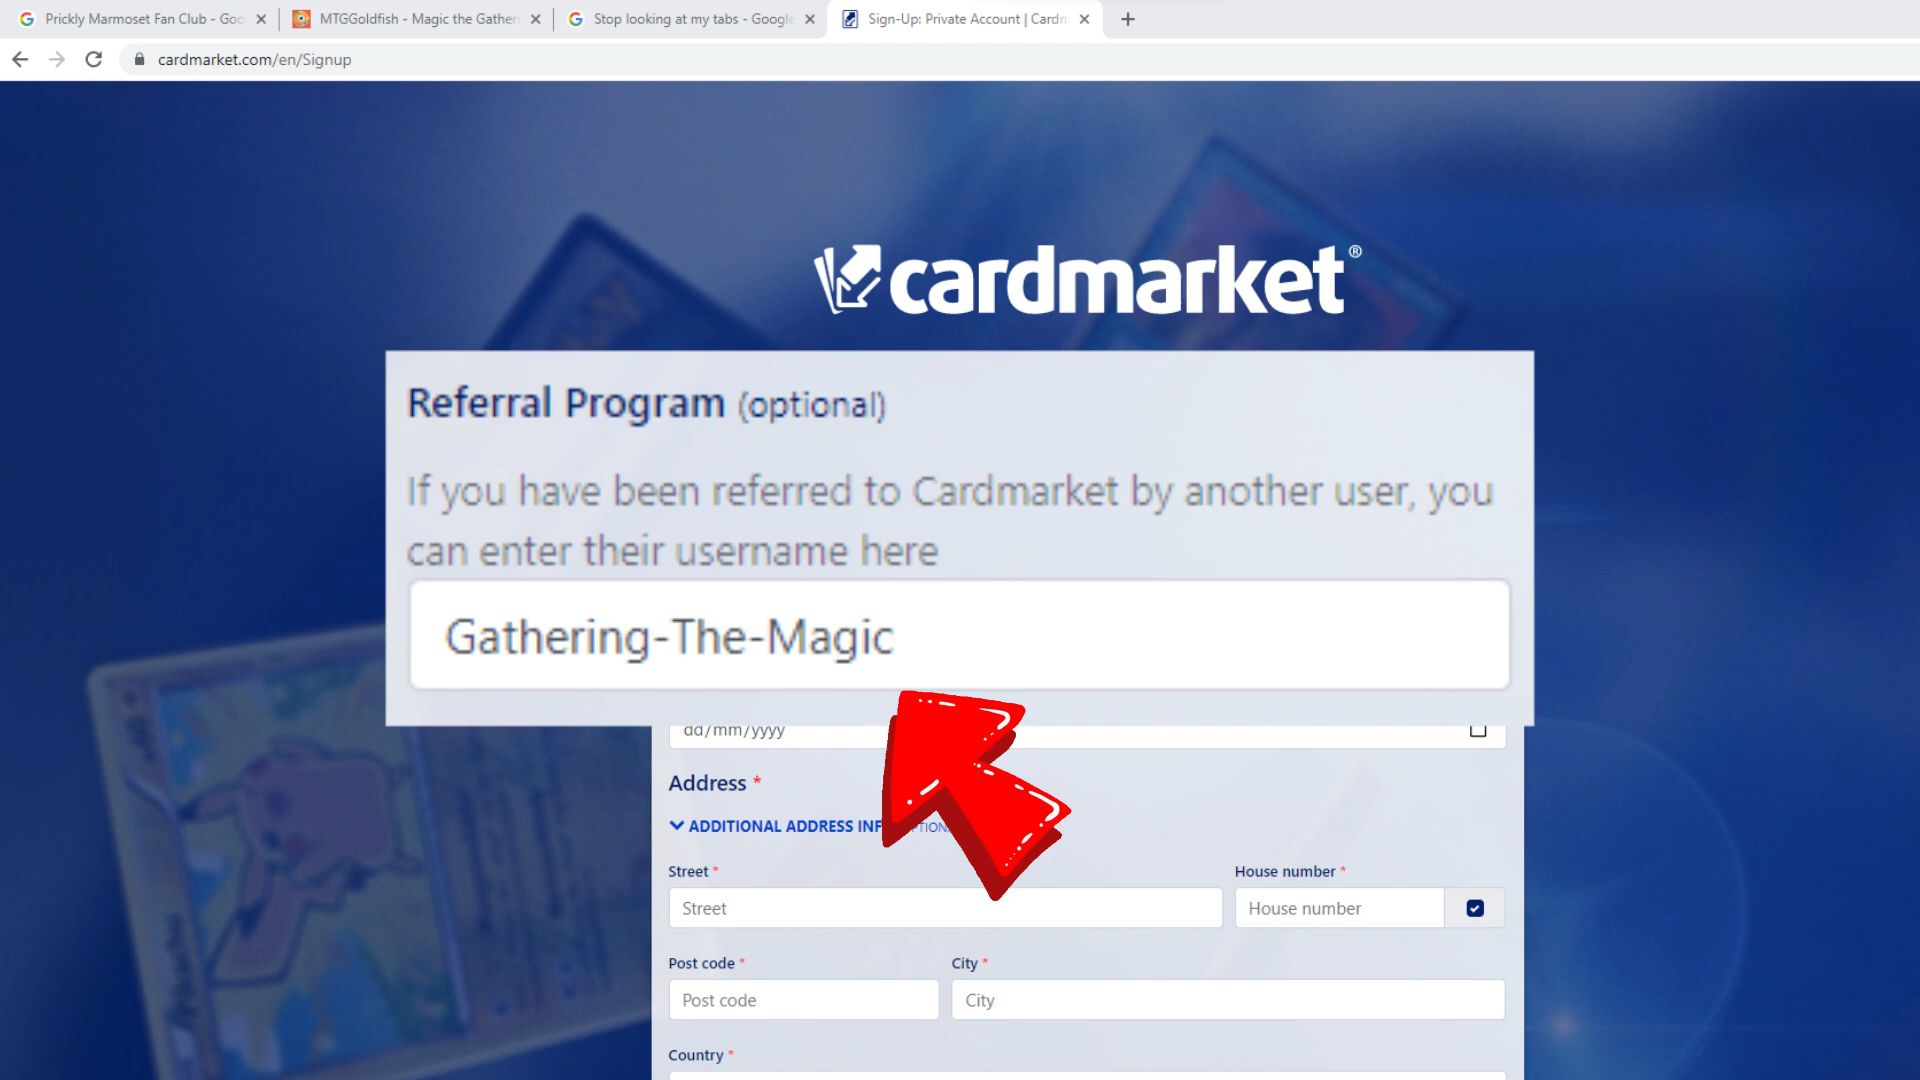 Prickly Marmoset Fan Club - Goo
MTGGoldfish - Magic the Gather
Stop looking at my tabs - Google
Sign-Up: Private Account | Cardm
cardmarket.com/en/Signup
cardmarket®
Referral Program (optional)
If you have been referred to Cardmarket by another user, you
can enter their username here
Gathering-The-Magic
dd/mm/yyyy
Address *
ADDITIONAL ADDRESS INF
Street * House number *
Street House number
Post code * City *
Post code City
Country *
Pikachu